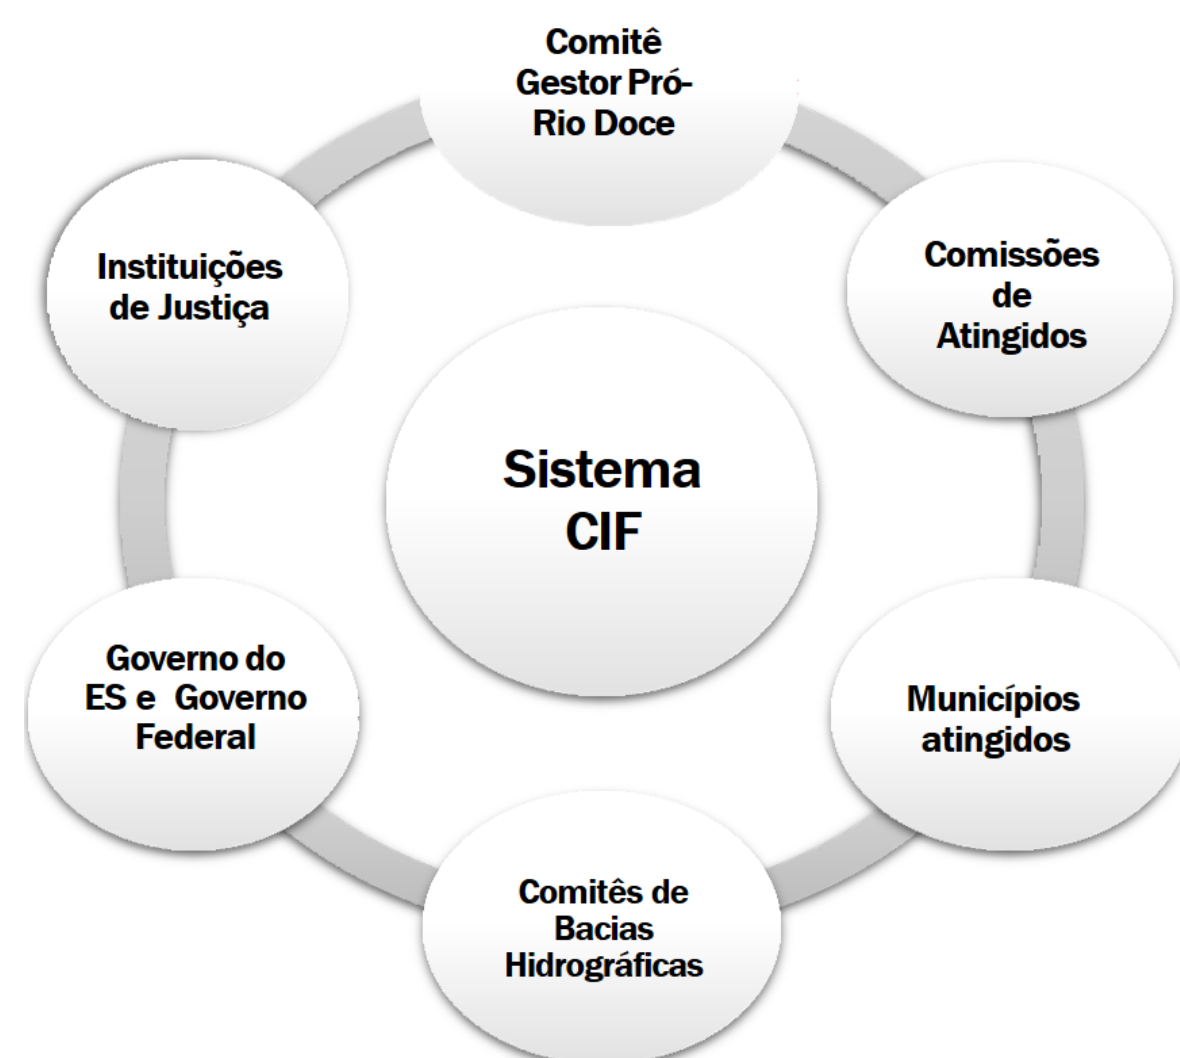 Comitê
Gestor Pró-
Rio Doce
Instituições
de Justiça
Comissões
de
Atingidos
Sistema
CIF
Governo do
ES e  Governo
Federal
Municípios
atingidos
Comitês de
Bacias
Hidrográficas